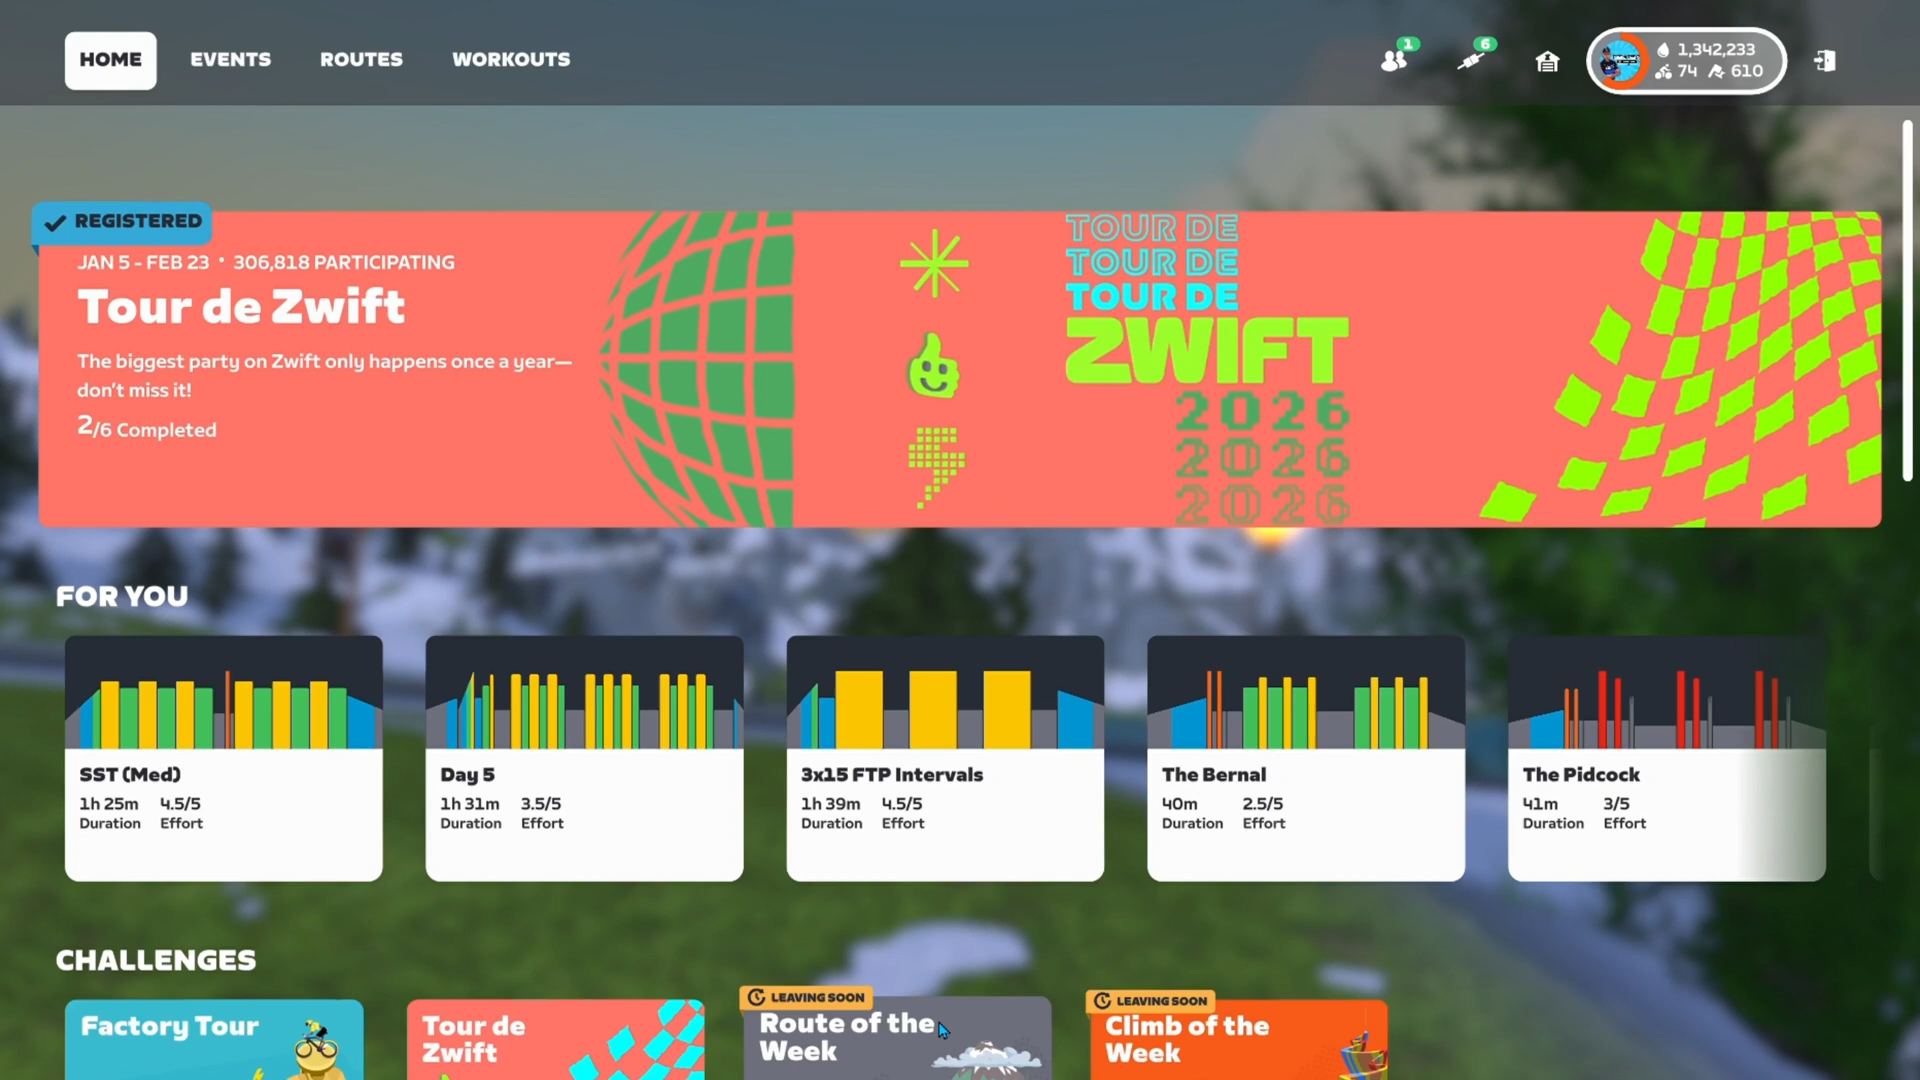 HOME
EVENTS
ROUTES
WORKOUTS
1
6
1,342,233
74
610
REGISTERED
JAN 5 - FEB 23 • 306,818 PARTICIPATING
Tour de Zwift
The biggest party on Zwift only happens once a year—
don't miss it!
2/6 Completed
TOUR DE
TOUR DE
TOUR DE
ZWIFT
2026
2026
2026
FOR YOU
SST (Med)
1h 25m 4.5/5
Duration Effort
Day 5
1h 31m 3.5/5
Duration Effort
3x15 FTP Intervals
1h 39m 4.5/5
Duration Effort
The Bernal
40m 2.5/5
Duration Effort
The Pidcock
41m 3/5
Duration Effort
CHALLENGES
Factory Tour
Tour de
Zwift
LEAVING SOON
Route of the
Week
LEAVING SOON
Climb of the
Week